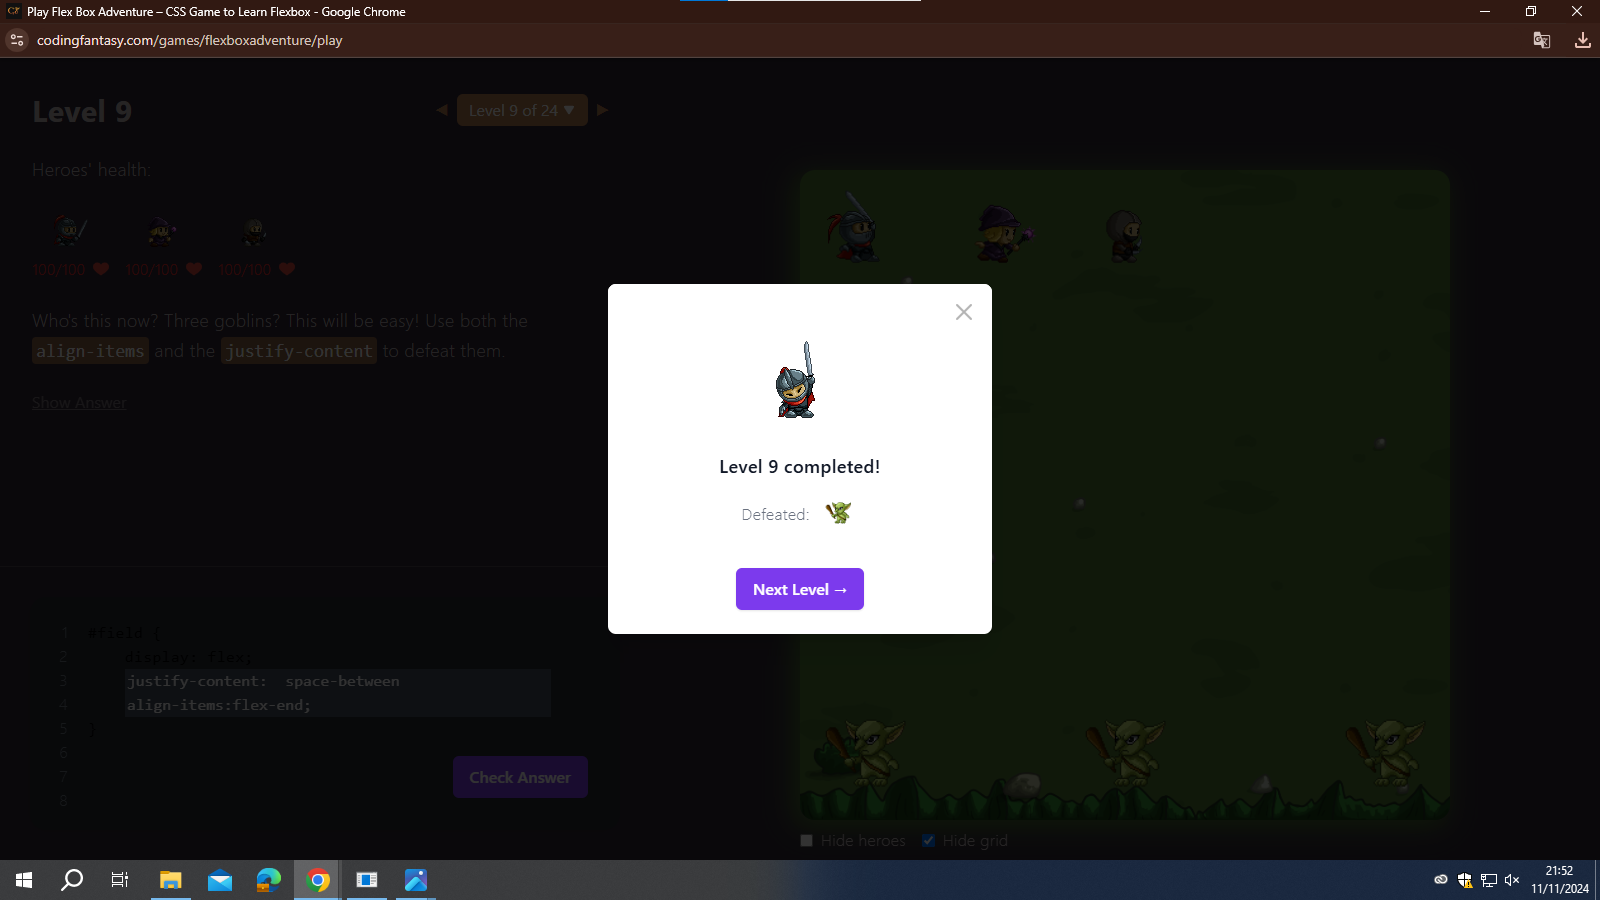 Play Flex Box Adventure – CSS Game to Learn Flexbox - Google Chrome
codingfantasy.com/games/flexboxadventure/play
Level 9
Level 9 of 24 ▼
Heroes' health:
100/100
100/100
100/100
Who's this now? Three goblins? This will be easy! Use both the
align-items and the justify-content to defeat them.
Show Answer
Level 9 completed!
Defeated:
Next Level →
1 #field {
2 display: flex;
3 justify-content:  space-between
4 align-items:flex-end;
5 }
6
7
8
Check Answer
Hide heroes
Hide grid
21:52
11/11/2024